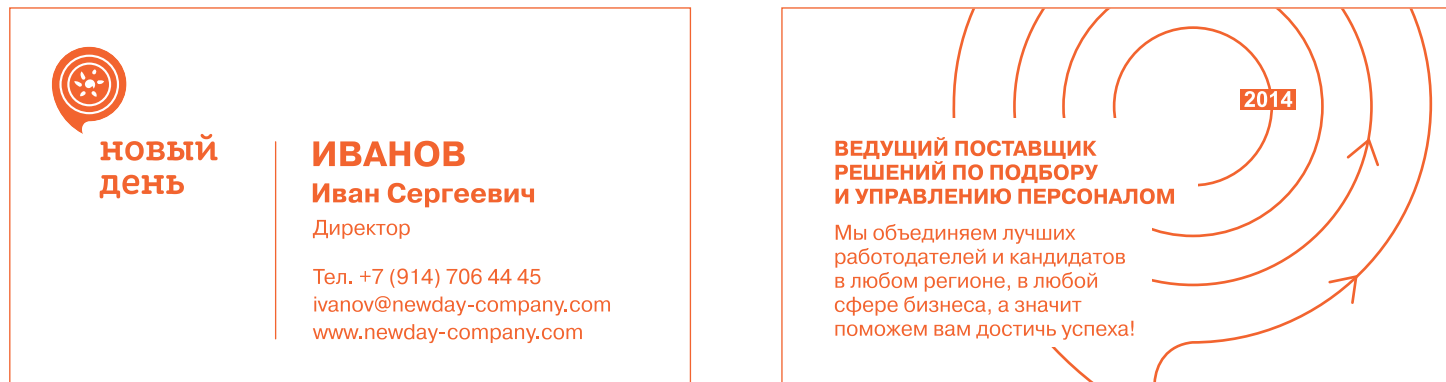 новый
день
ИВАНОВ
Иван Сергеевич
Директор
Тел. +7 (914) 706 44 45
ivanov@newday-company.com
www.newday-company.com
2014
ВЕДУЩИЙ ПОСТАВЩИК
РЕШЕНИЙ ПО ПОДБОРУ
И УПРАВЛЕНИЮ ПЕРСОНАЛОМ
Мы объединяем лучших
работодателей и кандидатов
в любом регионе, в любой
сфере бизнеса, а значит
поможем вам достичь успеха!